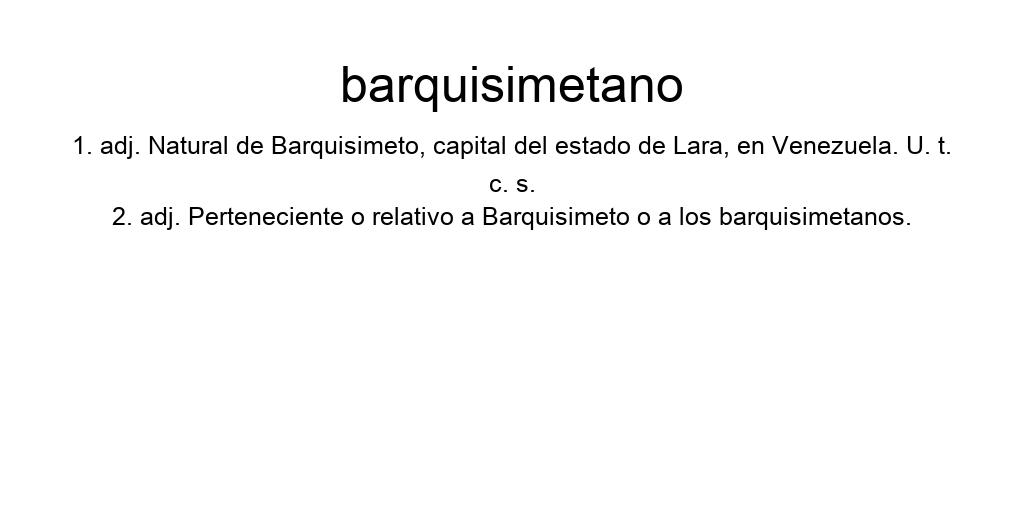 barquisimetano
1. adj. Natural de Barquisimeto, capital del estado de Lara, en Venezuela. U. t.
c. s.
2. adj. Perteneciente o relativo a Barquisimeto o a los barquisimetanos.